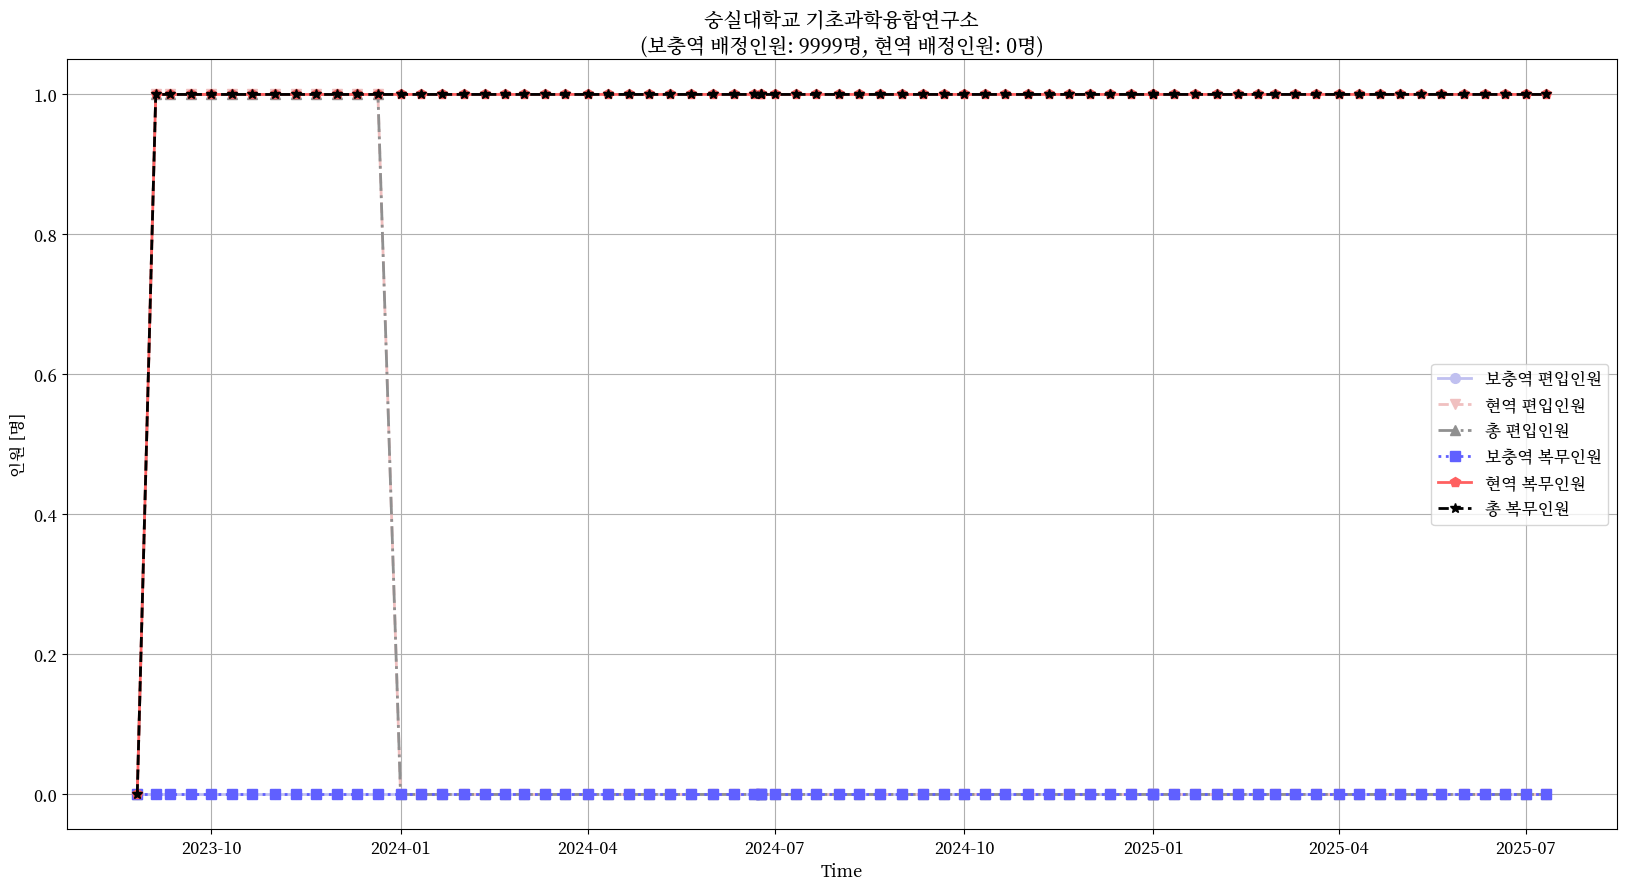 숭실대학교 기초과학융합연구소
(보충역 배정인원: 9999명, 현역 배정인원: 0명)
1.0
0.8
0.6
0.4
0.2
0.0
인원 [명]
보충역 편입인원
현역 편입인원
총 편입인원
보충역 복무인원
현역 복무인원
총 복무인원
2023-10
2024-01
2024-04
2024-07
2024-10
2025-01
2025-04
2025-07
Time